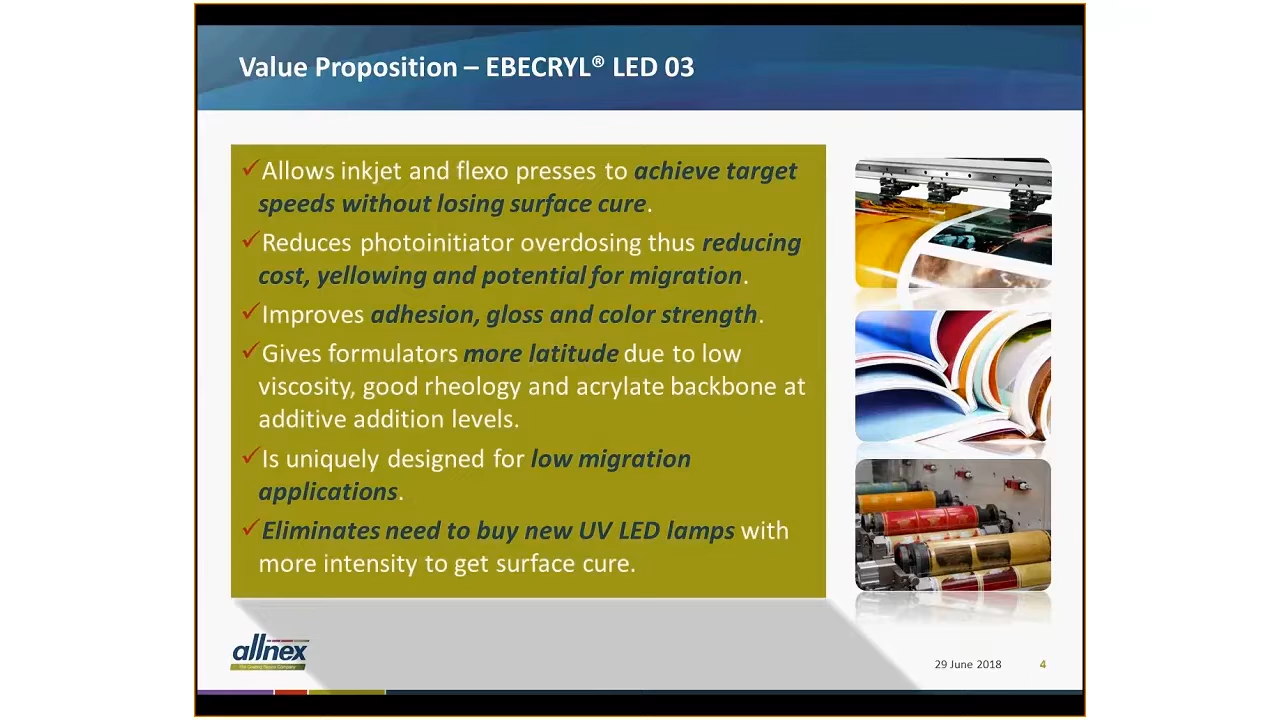 Value Proposition – EBECRYL® LED 03
✓Allows inkjet and flexo presses to achieve target
speeds without losing surface cure.
✓Reduces photoinitiator overdosing thus reducing
cost, yellowing and potential for migration.
✓Improves adhesion, gloss and color strength.
✓Gives formulators more latitude due to low
viscosity, good rheology and acrylate backbone at
additive addition levels.
✓Is uniquely designed for low migration
applications.
✓Eliminates need to buy new UV LED lamps with
more intensity to get surface cure.
allnex
29 June 2018 4